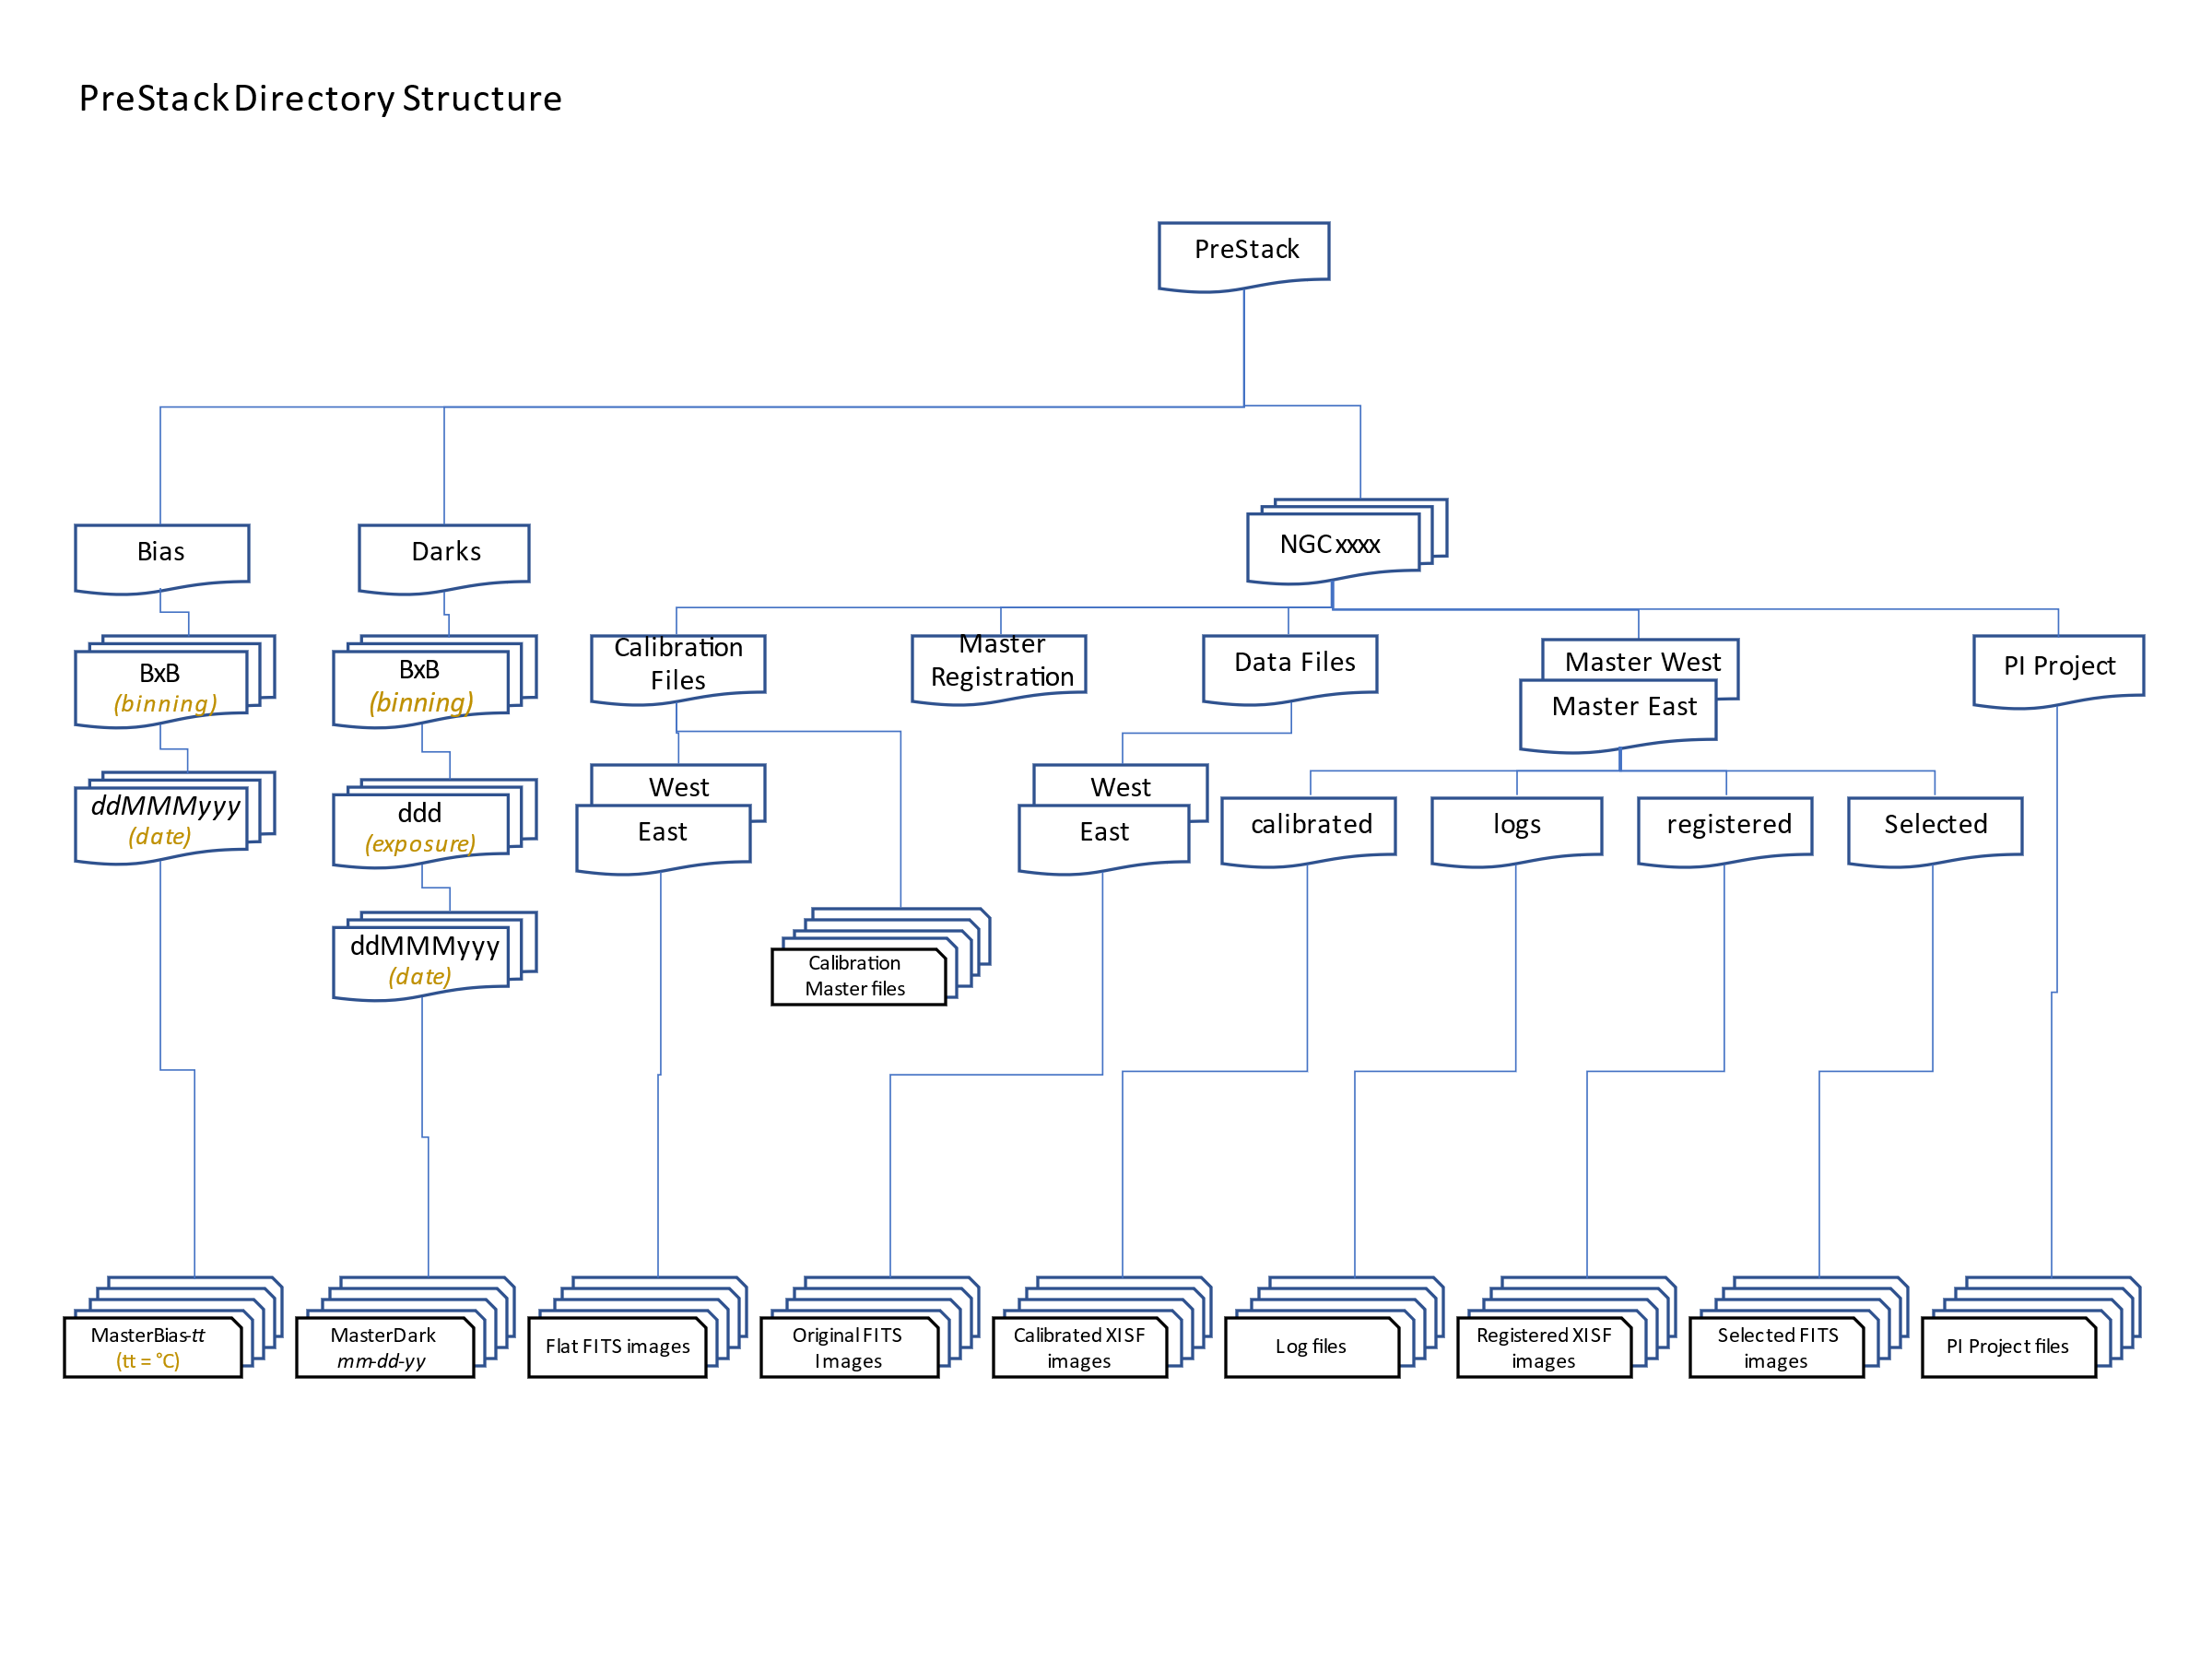 PreStack Directory Structure
PreStack
NGC xxxx
Bias
Darks
Calibration
Files
Master
Registration
Data Files
Master West
Master East
PI Project
BxB
(binning)
BxB
(binning)
ddMMMyyy
(date)
ddd
(exposure)
West
East
West
East
calibrated
logs
registered
Selected
ddMMMyyy
(date)
Calibration
Master files
MasterBias-tt
(tt = °C)
MasterDark
mm-dd-yy
Flat FITS images
Original FITS
Images
Calibrated XISF
images
Log files
Registered XISF
images
Selected FITS
images
PI Project files